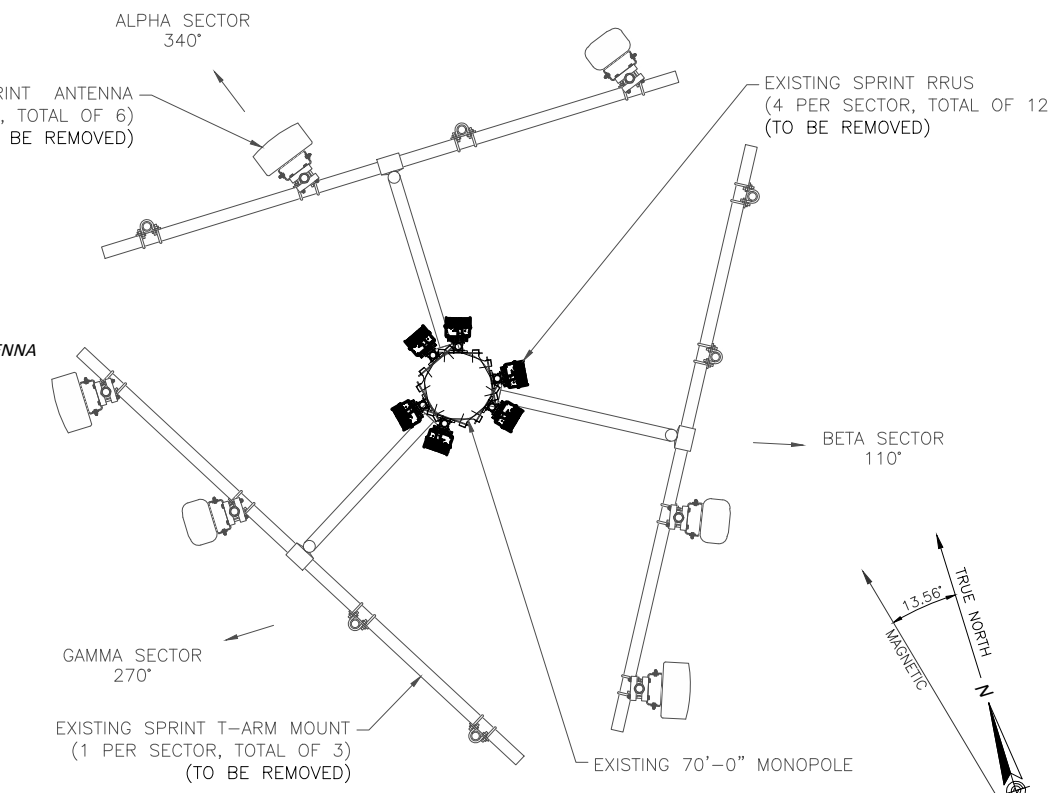 ALPHA SECTOR
340°
ANTENNA
, TOTAL OF 6)
BE REMOVED)
EXISTING SPRINT RRUS
(4 PER SECTOR, TOTAL OF 12
(TO BE REMOVED)
BETA SECTOR
110°
13.56°
TRUE NORTH
MAGNETIC
N
GAMMA SECTOR
270°
EXISTING SPRINT T-ARM MOUNT
(1 PER SECTOR, TOTAL OF 3)
(TO BE REMOVED)
EXISTING 70'-0" MONOPOLE